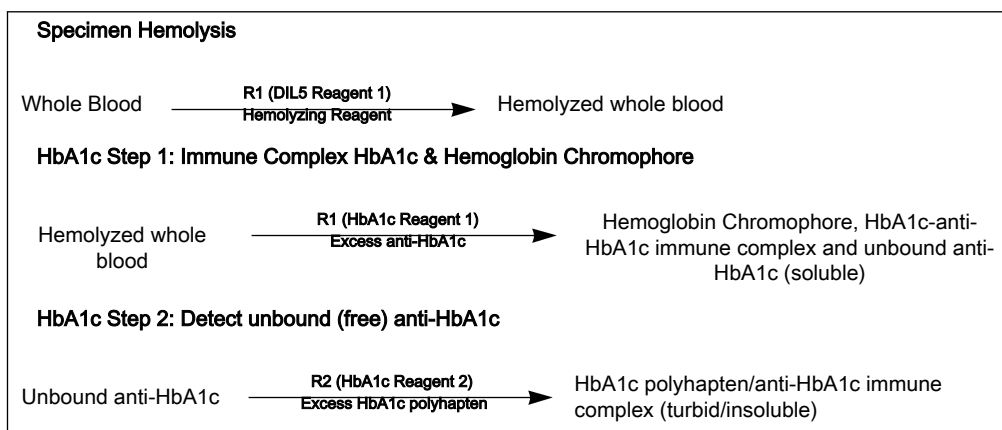 Specimen Hemolysis
R1 (DIL5 Reagent 1)
Whole Blood
Hemolyzed whole blood
Hemolyzing Reagent
HbA1c Step 1: Immune Complex HbA1c & Hemoglobin Chromophore
R1 (HbA1c Reagent 1)
Excess anti-HbA1c
Hemolyzed whole
blood
Hemoglobin Chromophore, HbA1c-anti-
HbA1c immune complex and unbound anti-
HbA1c (soluble)
HbA1c Step 2: Detect unbound (free) anti-HbA1c
Unbound anti-HbA1c
R2 (HbA1c Reagent 2)
Excess HbA1c polyhapten
HbA1c polyhapten/anti-HbA1c immune
complex (turbid/insoluble)